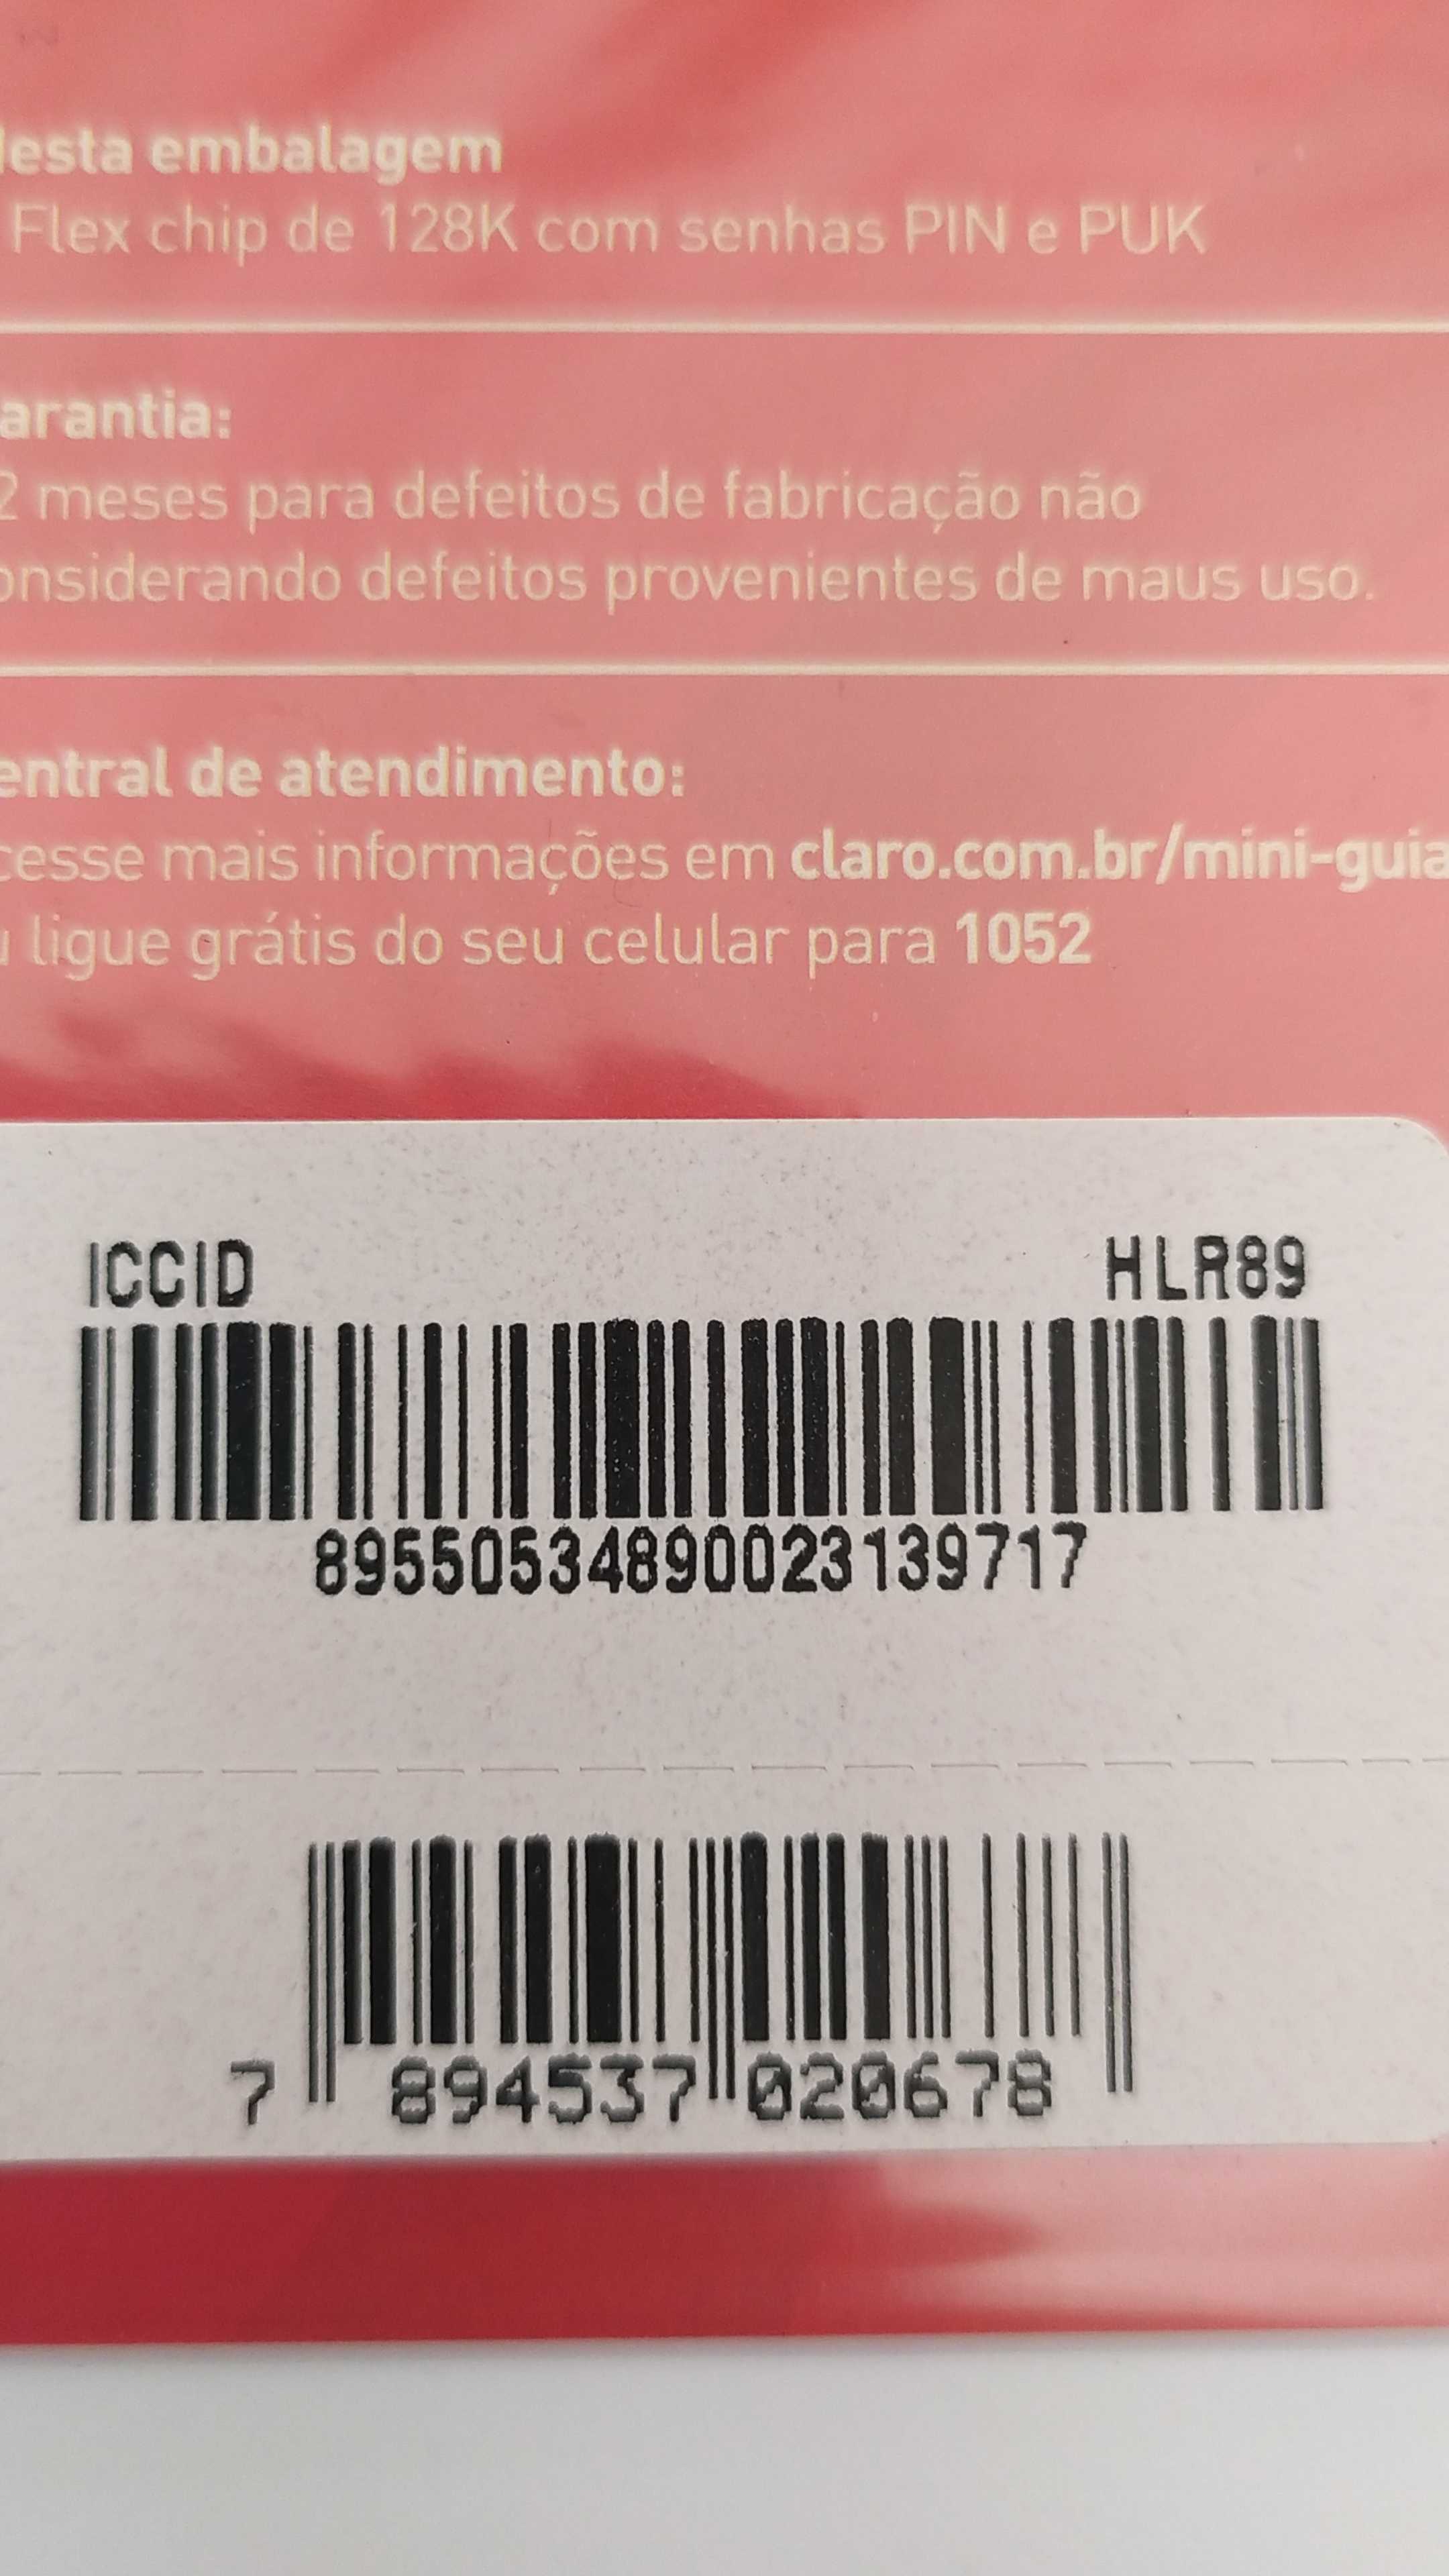 desta embalagem
Flex chip de 128K com senhas PIN e PUK
arantia:
2 meses para defeitos de fabricação não
onsiderando defeitos provenientes de maus uso.
entral de atendimento:
cesse mais informações em claro.com.br/mini-guia
u ligue grátis do seu celular para 1052
ICCID HLR89
89550534890023139717
7 894537 020678